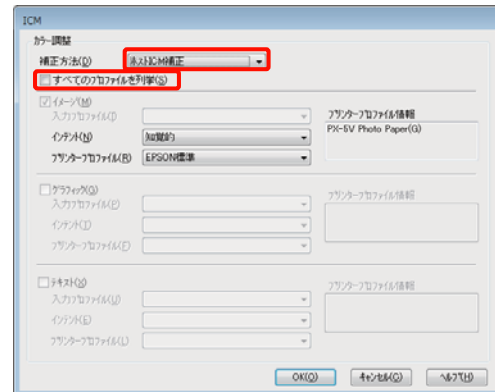 ICM
カラー調整
補正方法(D) ホストICM補正
すべてのプロファイルを列挙(S)
イメージ(M)
入力プロファイル(I)
インテント(N) 知覚的
プリンタープロファイル(R) EPSON標準
プリンタープロファイル情報
PX-5V Photo Paper(G)
グラフィック(G)
入力プロファイル(P)
インテント(T)
プリンタープロファイル(F)
プリンタープロファイル情報
テキスト(X)
入力プロファイル(U)
インテント(E)
プリンタープロファイル(L)
プリンタープロファイル情報
OK(O) キャンセル(C) ヘルプ(H)